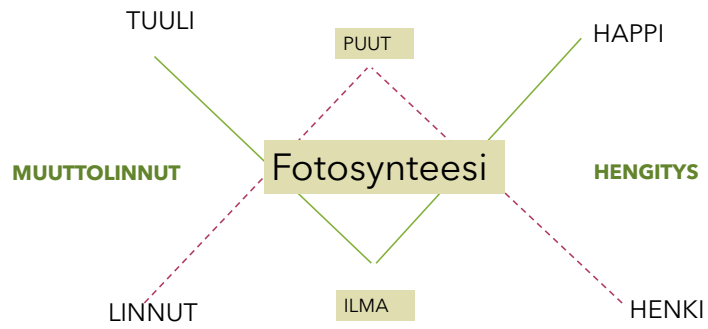 TUULI
PUUT
HAPPI
MUUTTOLINNUT
Fotosynteesi
HENGITYS
LINNUT
ILMA
HENKI